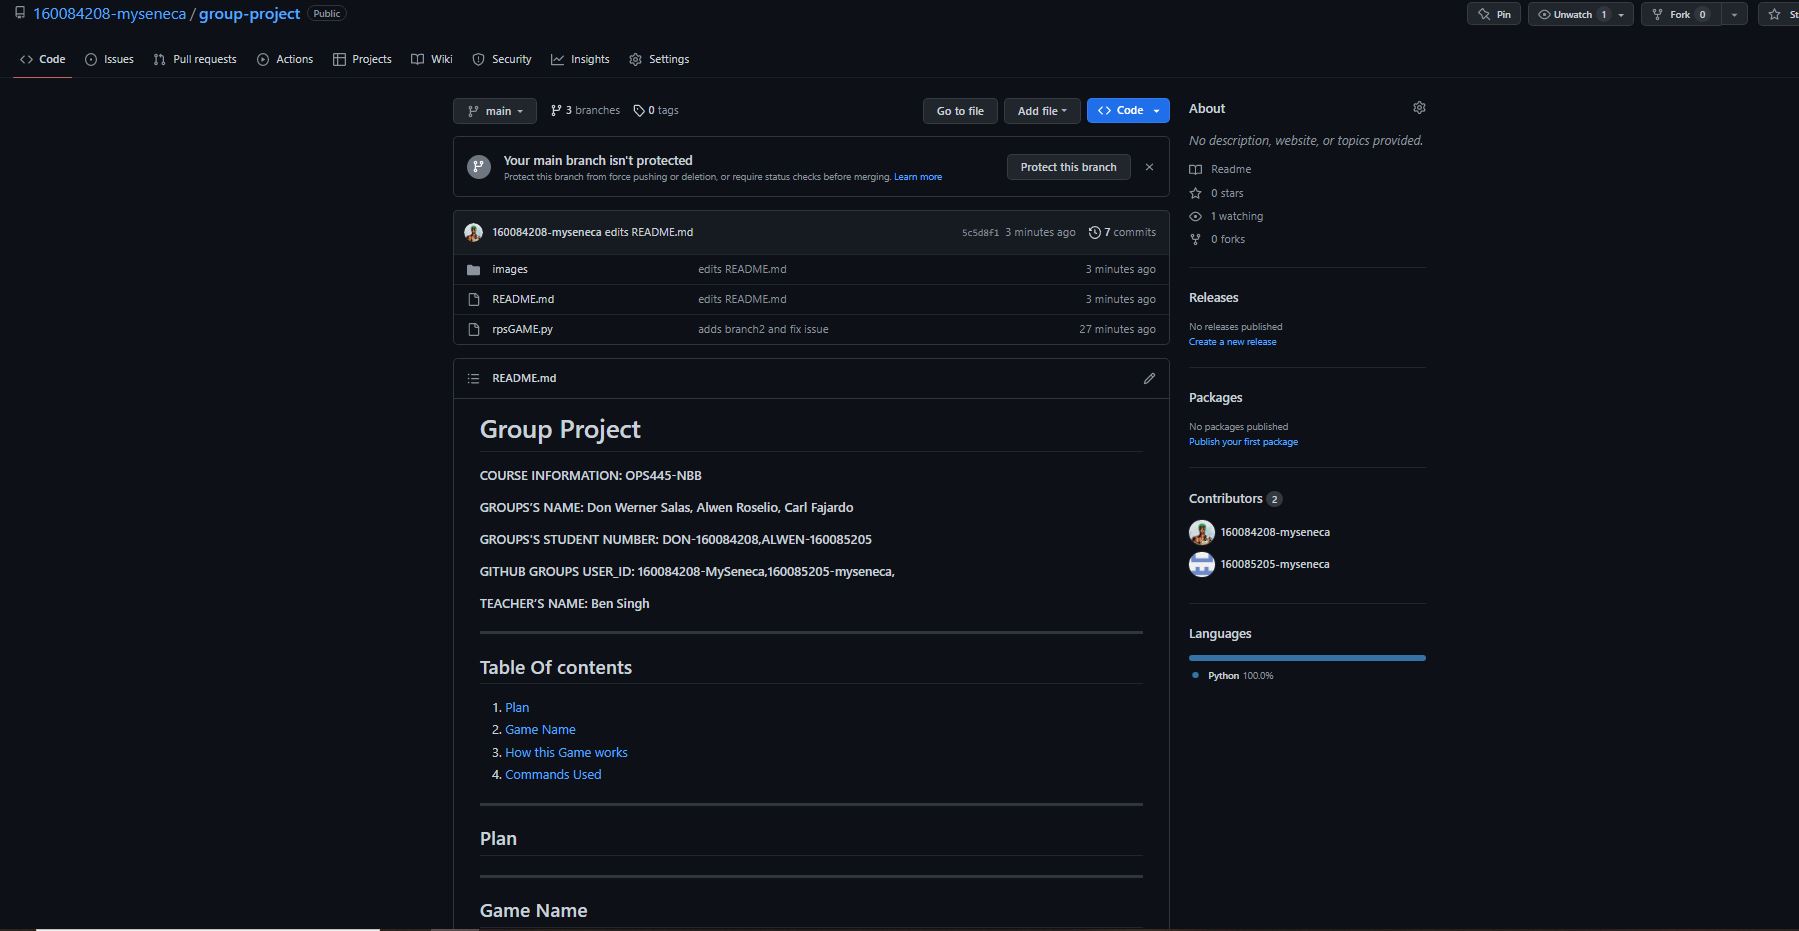 160084208-myseneca / group-project Public
Pin Unwatch 1 Fork 0 St
Code Issues Pull requests Actions Projects Wiki Security Insights Settings
main 3 branches 0 tags Go to file Add file Code
Your main branch isn't protected
Protect this branch from force pushing or deletion, or require status checks before merging. Learn more
Protect this branch
160084208-myseneca edits README.md 5c5d8f1 3 minutes ago 7 commits
images edits README.md 3 minutes ago
README.md edits README.md 3 minutes ago
rpsGAME.py adds branch2 and fix issue 27 minutes ago
README.md
Group Project
COURSE INFORMATION: OPS445-NBB
GROUPS'S NAME: Don Werner Salas, Alwen Roselio, Carl Fajardo
GROUPS'S STUDENT NUMBER: DON-160084208,ALWEN-160085205
GITHUB GROUPS USER_ID: 160084208-MySeneca,160085205-myseneca,
TEACHER'S NAME: Ben Singh
Table Of contents
1. Plan
2. Game Name
3. How this Game works
4. Commands Used
Plan
Game Name
About
No description, website, or topics provided.
Readme
0 stars
1 watching
0 forks
Releases
No releases published
Create a new release
Packages
No packages published
Publish your first package
Contributors 2
160084208-myseneca
160085205-myseneca
Languages
Python 100.0%